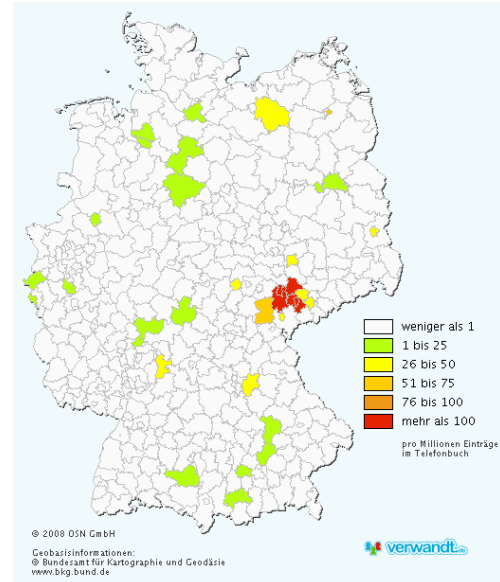 weniger als 1
1 bis 25
26 bis 50
51 bis 75
76 bis 100
mehr als 100
pro Millionen Einträge
im Telefonbuch
© 2008 OSN GmbH
Geobasisinformationen:
© Bundesamt für Kartographie und Geodäsie
www.bkg.bund.de
verwandt.de